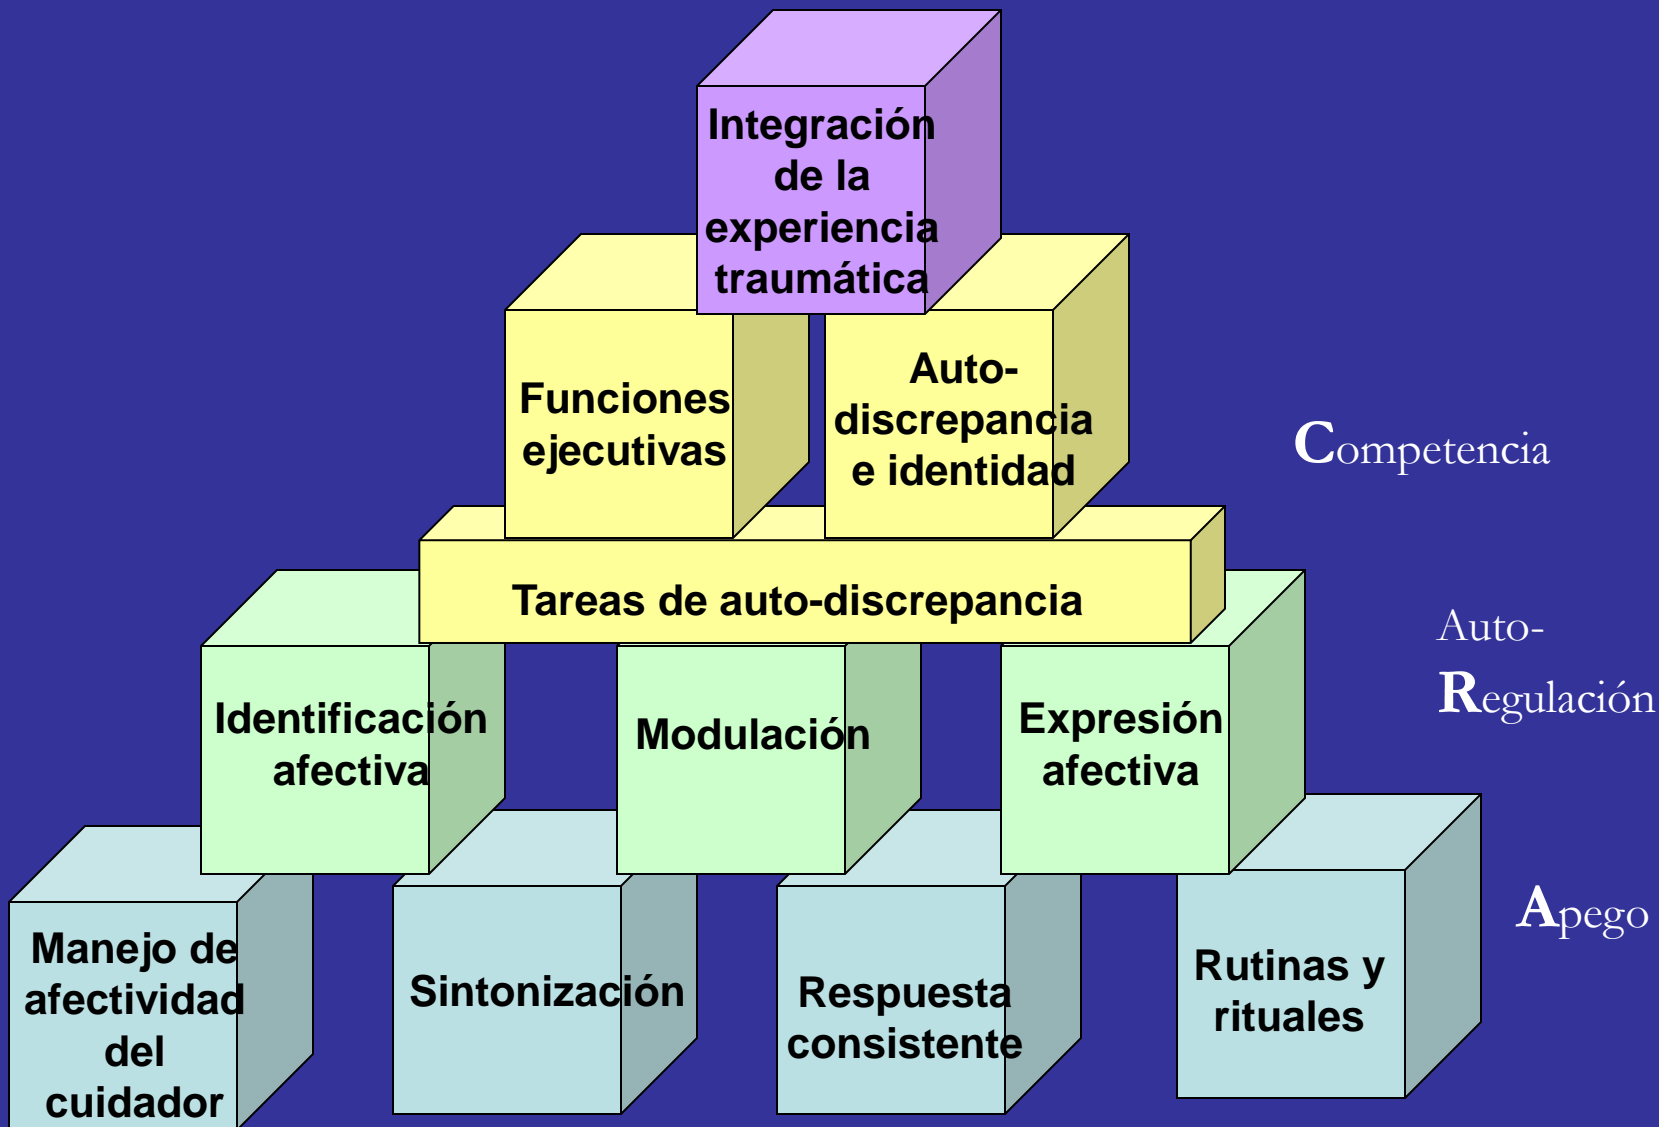 Integración
de la
experiencia
traumática
Funciones
ejecutivas
Auto-
discrepancia
e identidad
Competencia
Tareas de auto-discrepancia
Auto-
Regulación
Identificación
afectiva
Modulación
Expresión
afectiva
Apego
Manejo de
afectividad
del
cuidador
Sintonización
Respuesta
consistente
Rutinas y
rituales